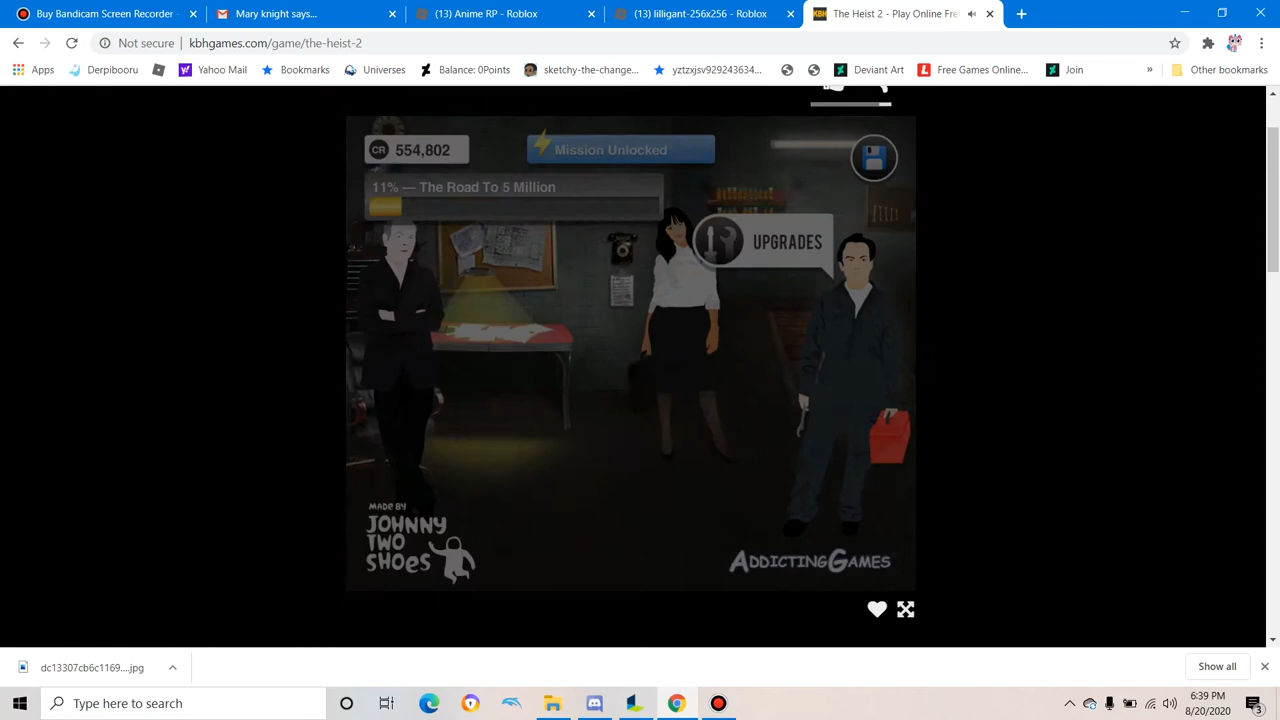 Buy Bandicam Screen Recorder
Mary knight says...
(13) Anime RP - Roblox
(13) lilligant-256x256 - Roblox
The Heist 2 - Play Online Fre
Not secure
kbhgames.com/game/the-heist-2
Apps
Derpibooru
Yahoo Mail
Bookmarks
Universes
Balance: 0Points
sketchy-the-change...
yztzxjsv929243634...
Deviant Art
Free Games Online...
Join
»
Other bookmarks
CR 554,802
Mission Unlocked
11% — The Road To 5 Million
UPGRADES
MADE BY
JOHNNY
TWO
SHOES
ADDICTINGGAMES
dc13307cb6c1169....jpg
Show all
Type here to search
6:39 PM
8/20/2020
3